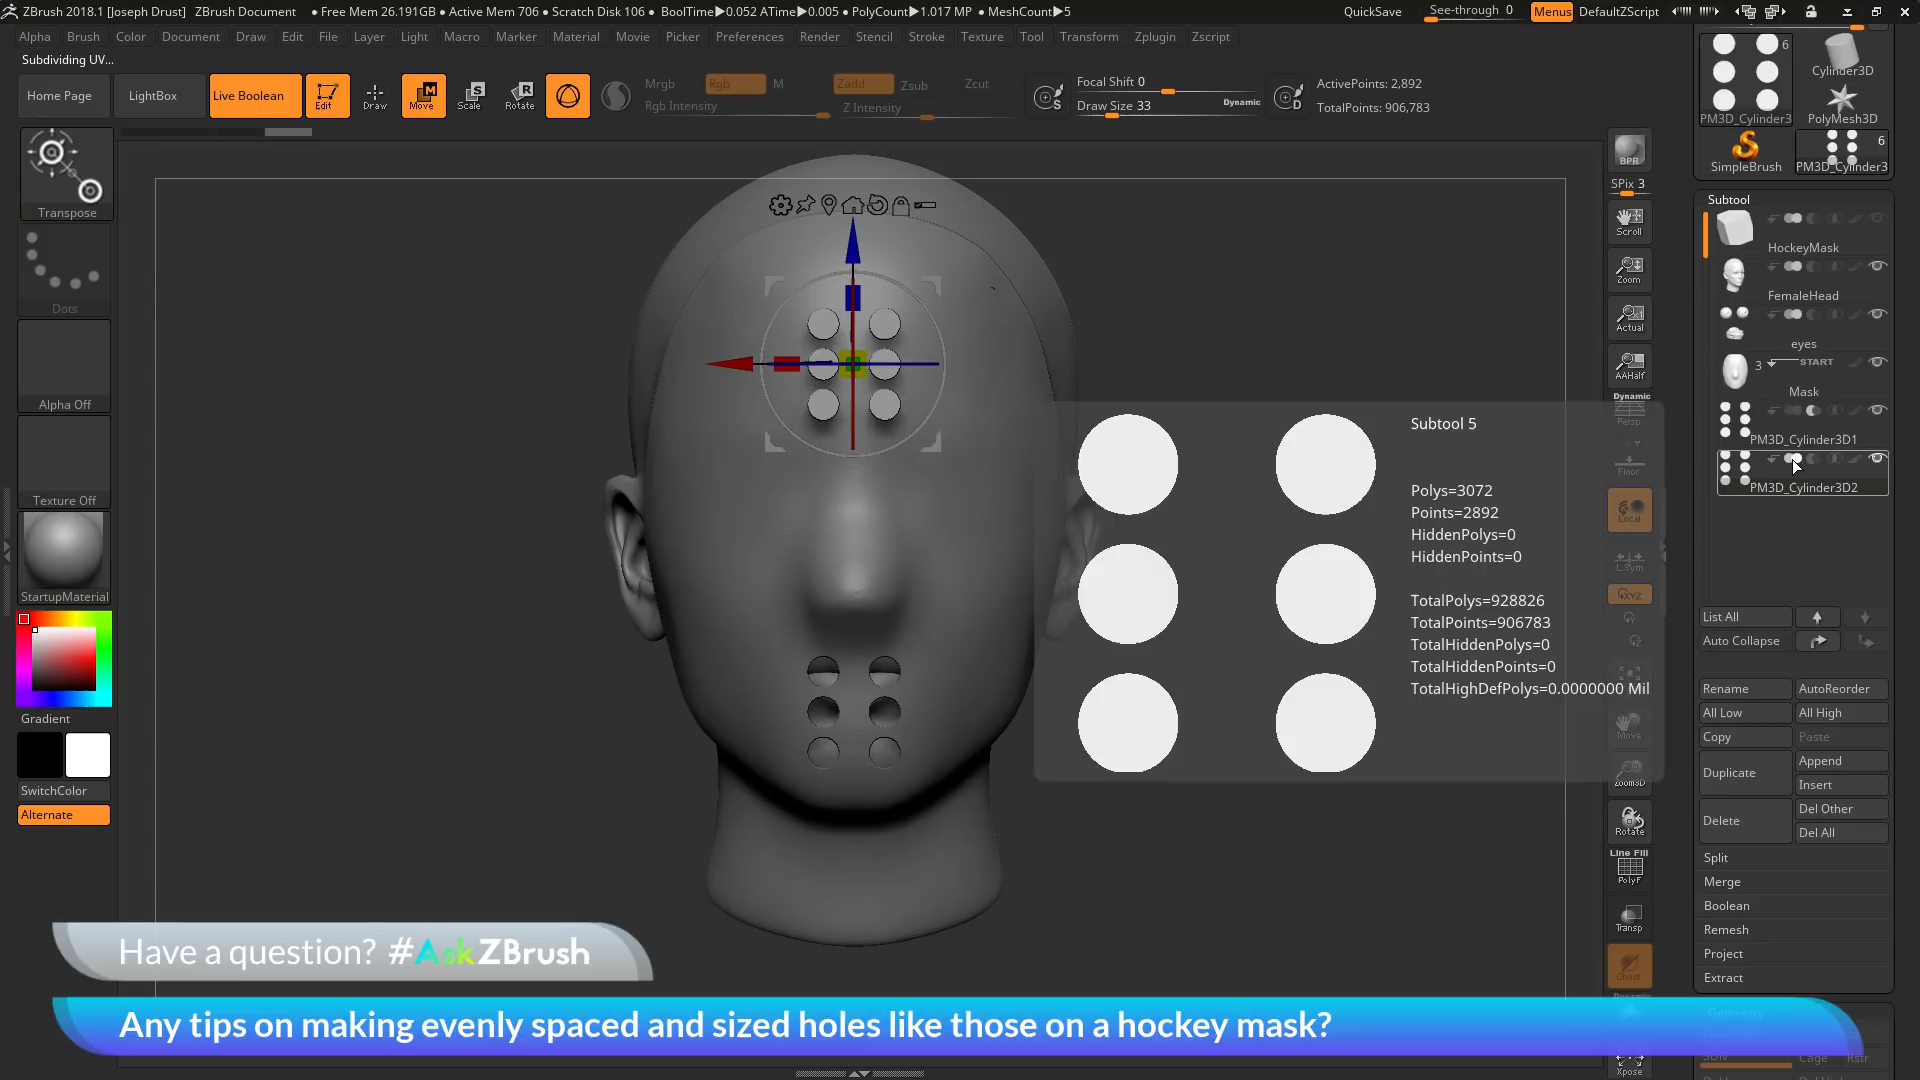 ZBrush 2018.1 [Joseph Drust] ZBrush Document • Free Mem 26.191GB • Active Mem 706 • Scratch Disk 106 • BoolTime▶0.052 ATime▶0.005 • PolyCount▶1.017 MP • MeshCount▶5 QuickSave See-through 0 Menus DefaultZScript
Alpha Brush Color Document Draw Edit File Layer Light Macro Marker Material Movie Picker Preferences Render Stencil Stroke Texture Tool Transform Zplugin Zscript
Subdividing UV...
Home Page LightBox Live Boolean Edit Draw Move Scale Rotate
Mrgb Rgb M Zadd Zsub Zcut
Rgb Intensity Z Intensity
Focal Shift 0
Draw Size 33 Dynamic
ActivePoints: 2,892
TotalPoints: 906,783
Transpose
Dots
Alpha Off
Texture Off
StartupMaterial
Gradient
SwitchColor
Alternate
BPR
SPix 3
Scroll
Zoom
Actual
AAHalf
Dynamic
Persp
Floor
Local
L.Sym
XYZ
Move
Zoom3D
Rotate
Line Fill
PolyF
Transp
Ghost
Dynamic
Xpose
6
PM3D_Cylinder3
Cylinder3D
PolyMesh3D
SimpleBrush
6
PM3D_Cylinder3
Subtool
HockeyMask
FemaleHead
eyes
3 START
Mask
PM3D_Cylinder3D1
PM3D_Cylinder3D2
List All
Auto Collapse
Rename AutoReorder
All Low All High
Copy Paste
Duplicate Append
Insert
Delete Del Other
Del All
Split
Merge
Boolean
Remesh
Project
Extract
Geometry
SDiv Cage Rstr
Subtool 5
Polys=3072
Points=2892
HiddenPolys=0
HiddenPoints=0
TotalPolys=928826
TotalPoints=906783
TotalHiddenPolys=0
TotalHiddenPoints=0
TotalHighDefPolys=0.0000000 Mil
Have a question? #AskZBrush
Any tips on making evenly spaced and sized holes like those on a hockey mask?